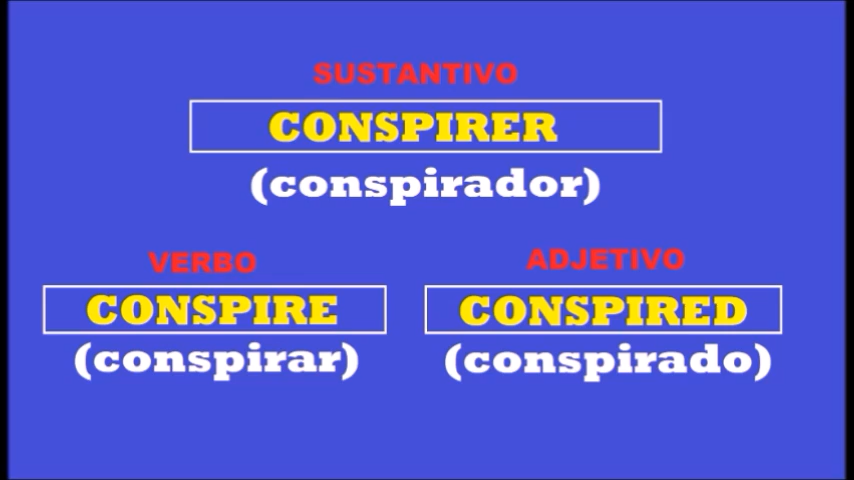 SUSTANTIVO
CONSPIRER
(conspirador)
VERBO
CONSPIRE
(conspirar)
ADJETIVO
CONSPIRED
(conspirado)